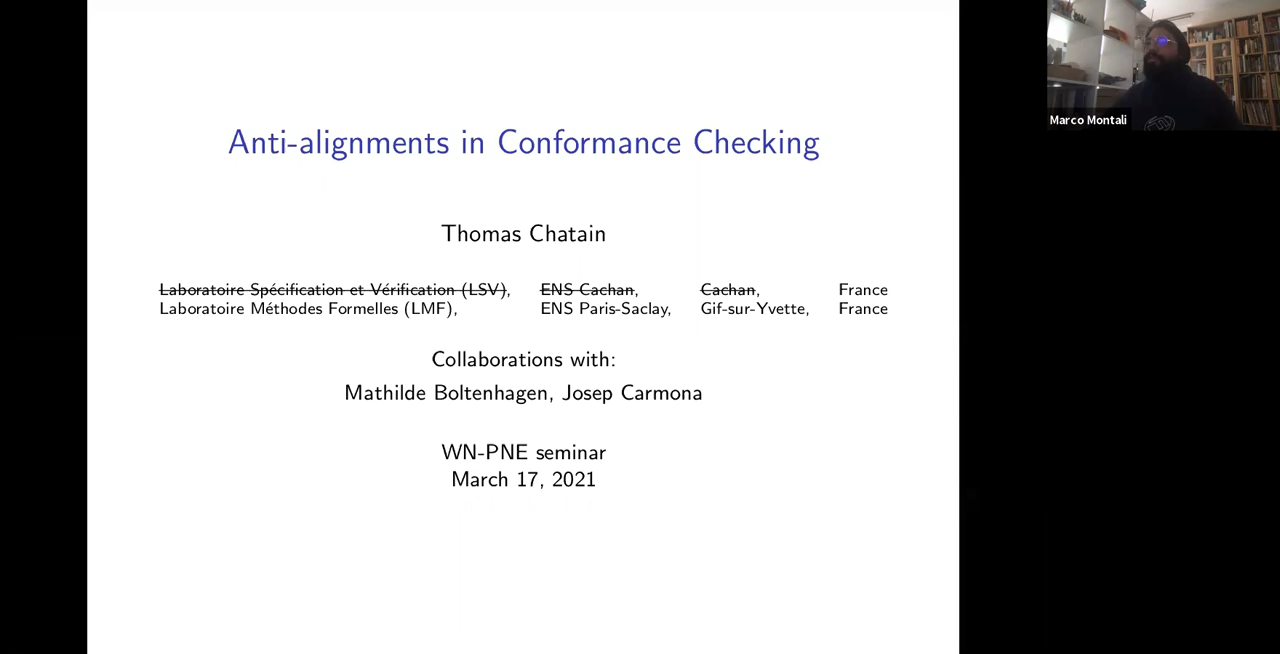 Anti-alignments in Conformance Checking
Thomas Chatain
Laboratoire Spécification et Vérification (LSV), ENS Cachan, Cachan, France
Laboratoire Méthodes Formelles (LMF), ENS Paris-Saclay, Gif-sur-Yvette, France
Collaborations with:
Mathilde Boltenhagen, Josep Carmona
WN-PNE seminar
March 17, 2021
Marco Montali